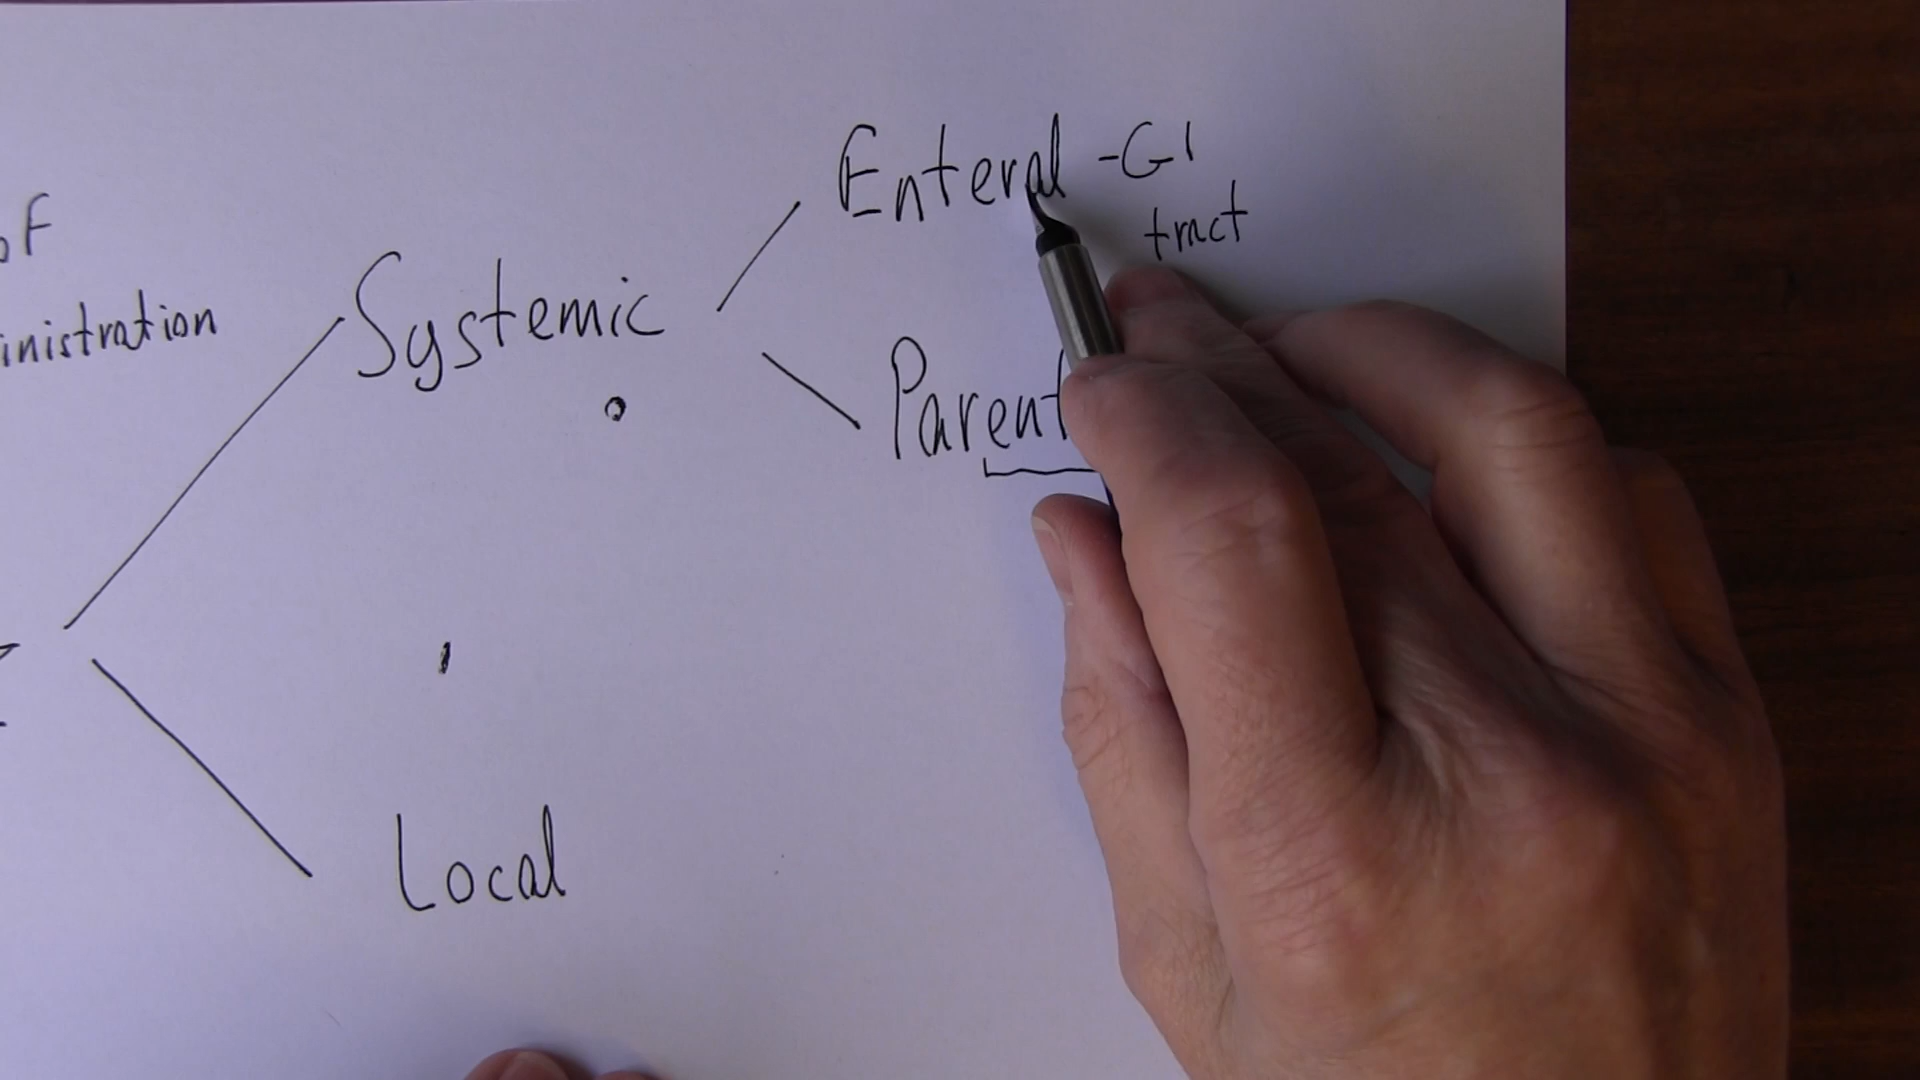 Enteral -GI
tract
of
inistration
Systemic
Parent
Local